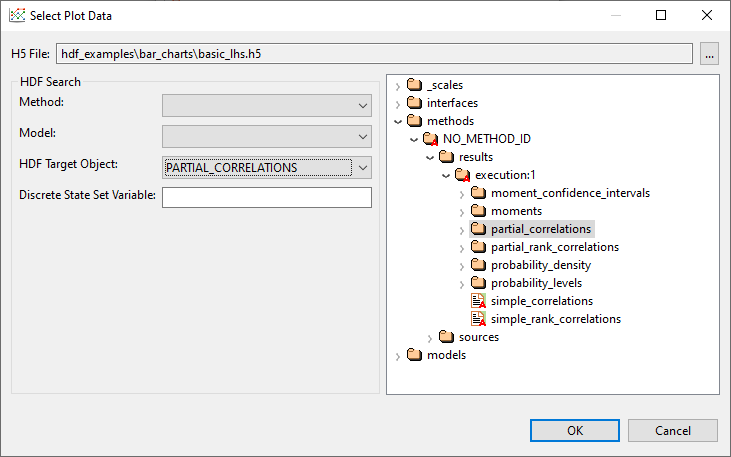 Select Plot Data
H5 File: hdf_examples\bar_charts\basic_lhs.h5 ...
HDF Search
Method:
Model:
HDF Target Object: PARTIAL_CORRELATIONS
Discrete State Set Variable:
_scales
interfaces
methods
NO_METHOD_ID
results
execution:1
moment_confidence_intervals
moments
partial_correlations
partial_rank_correlations
probability_density
probability_levels
simple_correlations
simple_rank_correlations
sources
models
OK Cancel